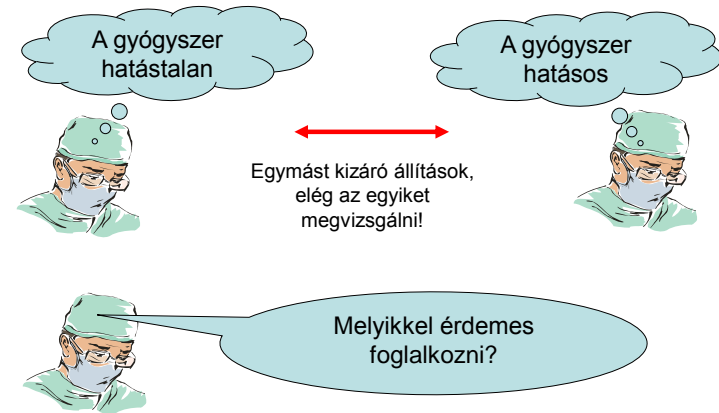 A gyógyszer
hatástalan
A gyógyszer
hatásos
Egymást kizáró állítások,
elég az egyiket
megvizsgálni!
Melyikkel érdemes
foglalkozni?